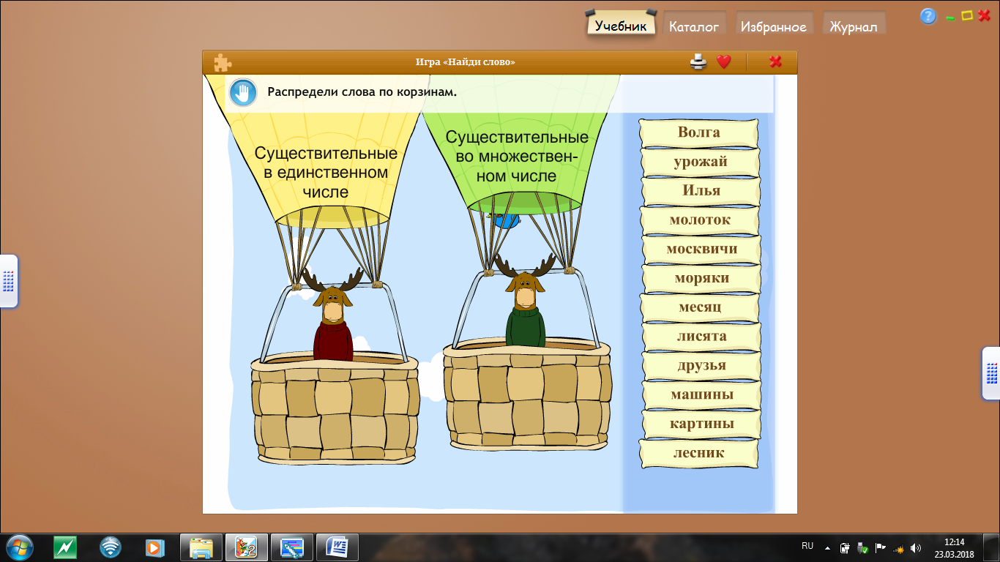 Учебник
Каталог
Избранное
Журнал
Игра «Найди слово»
Распредели слова по корзинам.
Существительные
в единственном
числе
Существительные
во множествен-
ном числе
Волга
урожай
Илья
молоток
москвичи
моряки
месяц
лисята
друзья
машины
картины
лесник
RU
12:14
23.03.2018